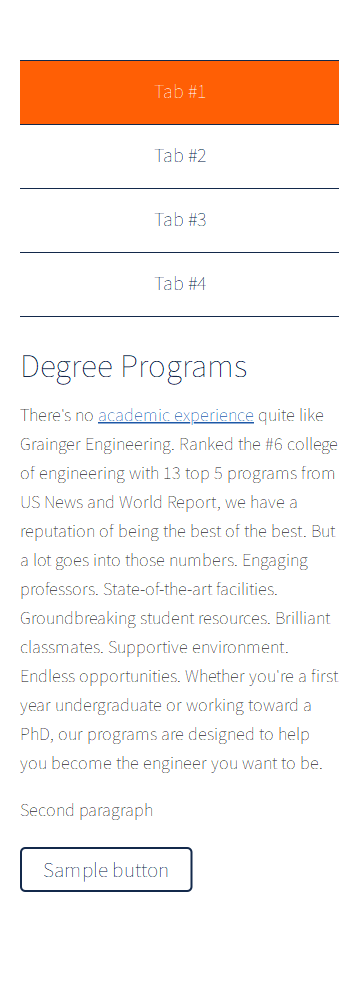 Tab #1
Tab #2
Tab #3
Tab #4
Degree Programs
There's no academic experience quite like
Grainger Engineering. Ranked the #6 college
of engineering with 13 top 5 programs from
US News and World Report, we have a
reputation of being the best of the best. But
a lot goes into those numbers. Engaging
professors. State-of-the-art facilities.
Groundbreaking student resources. Brilliant
classmates. Supportive environment.
Endless opportunities. Whether you're a first
year undergraduate or working toward a
PhD, our programs are designed to help
you become the engineer you want to be.
Second paragraph
Sample button